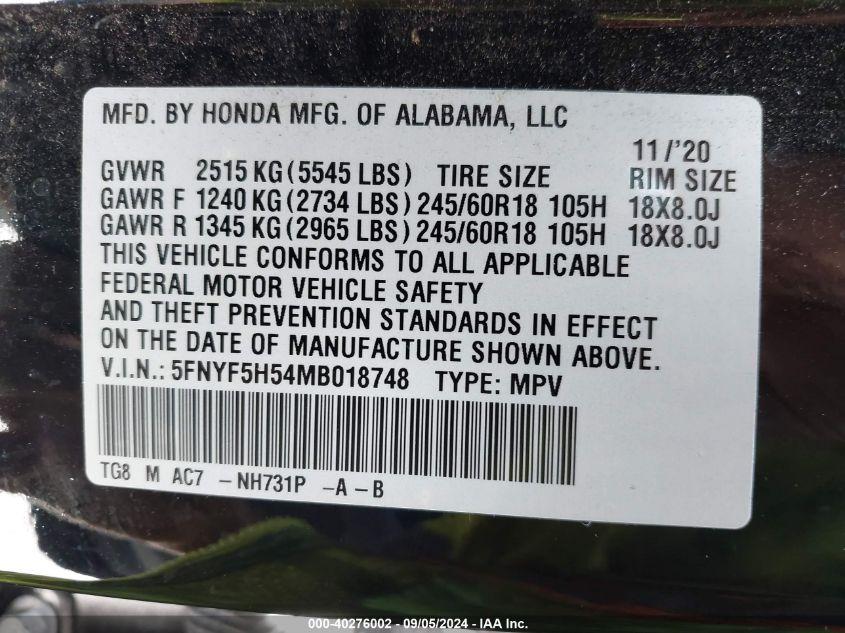 MFD. BY HONDA MFG. OF ALABAMA, LLC
11/'20
GVWR 2515 KG (5545 LBS) TIRE SIZE RIM SIZE
GAWR F 1240 KG (2734 LBS) 245/60R18 105H 18X8.0J
GAWR R 1345 KG (2965 LBS) 245/60R18 105H 18X8.0J
THIS VEHICLE CONFORMS TO ALL APPLICABLE
FEDERAL MOTOR VEHICLE SAFETY
AND THEFT PREVENTION STANDARDS IN EFFECT
ON THE DATE OF MANUFACTURE SHOWN ABOVE.
V.I.N.: 5FNYF5H54MB018748 TYPE: MPV
TG8 M AC7 -NH731P -A-B
000-40276002 - 09/05/2024 - IAA Inc.